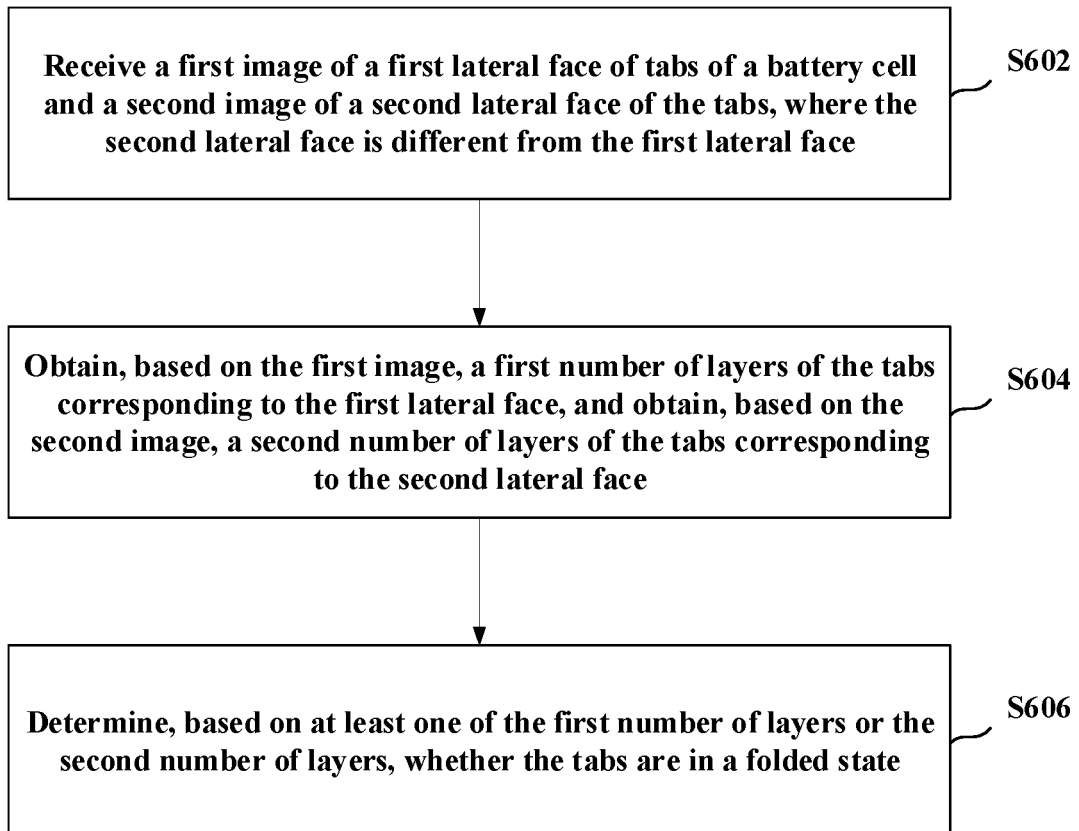 Receive a first image of a first lateral face of tabs of a battery cell
and a second image of a second lateral face of the tabs, where the
second lateral face is different from the first lateral face
S602
Obtain, based on the first image, a first number of layers of the tabs
corresponding to the first lateral face, and obtain, based on the
second image, a second number of layers of the tabs corresponding
to the second lateral face
S604
Determine, based on at least one of the first number of layers or the
second number of layers, whether the tabs are in a folded state
S606